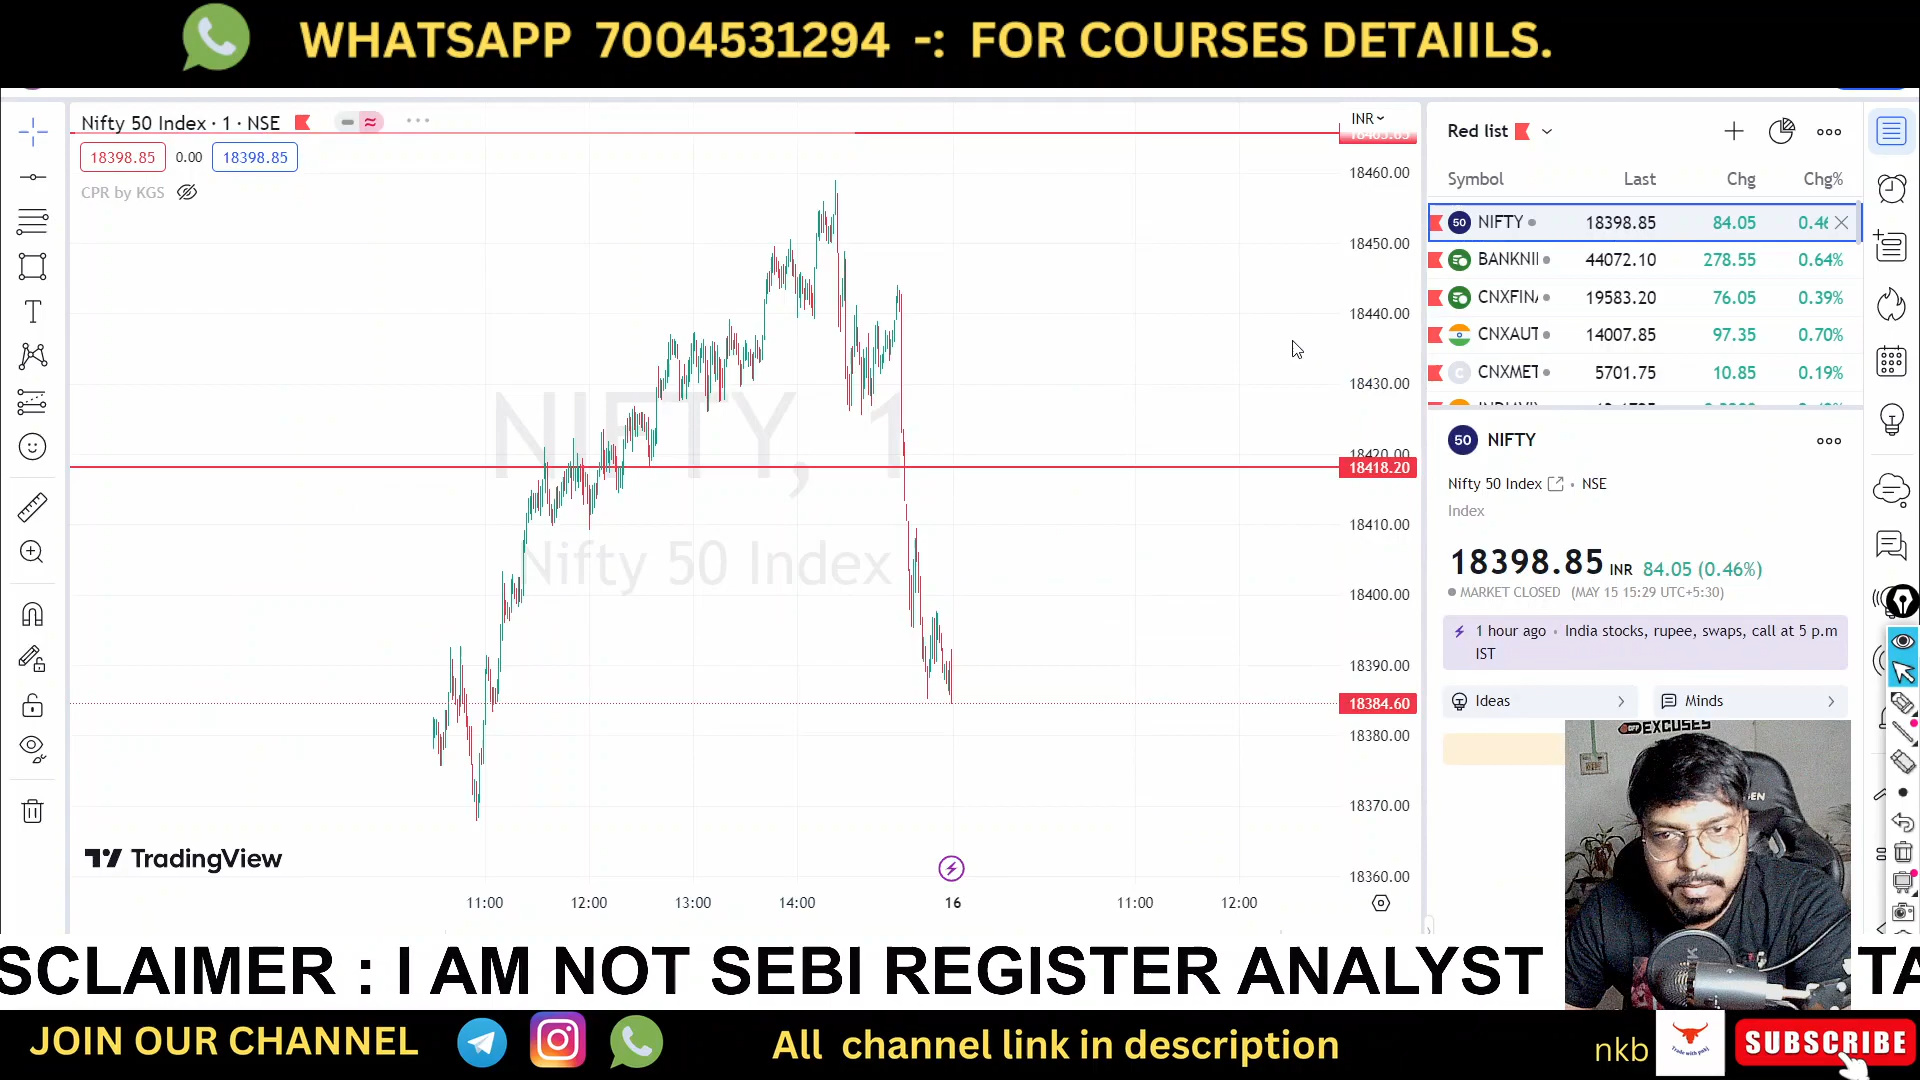 WHATSAPP 7004531294 -: FOR COURSES DETAIILS.
Nifty 50 Index · 1 · NSE
18398.85 0.00 18398.85
CPR by KGS
INR
18460.00
18450.00
18440.00
18430.00
18420.00
18418.20
18410.00
18400.00
18390.00
18384.60
18380.00
18370.00
18360.00
NIFTY, 1
Nifty 50 Index
TradingView
11:00 12:00 13:00 14:00 16 11:00 12:00
Red list
Symbol Last Chg Chg%
50 NIFTY 18398.85 84.05 0.46
BANKNI 44072.10 278.55 0.64%
CNXFIN 19583.20 76.05 0.39%
CNXAUT 14007.85 97.35 0.70%
C CNXMET 5701.75 10.85 0.19%
50 NIFTY
Nifty 50 Index • NSE
Index
18398.85 INR 84.05 (0.46%)
MARKET CLOSED (MAY 15 15:29 UTC+5:30)
1 hour ago • India stocks, rupee, swaps, call at 5 p.m
IST
Ideas Minds
EXCUSES
SCLAIMER : I AM NOT SEBI REGISTER ANALYST TA
JOIN OUR CHANNEL
All channel link in description
nkb
SUBSCRIBE